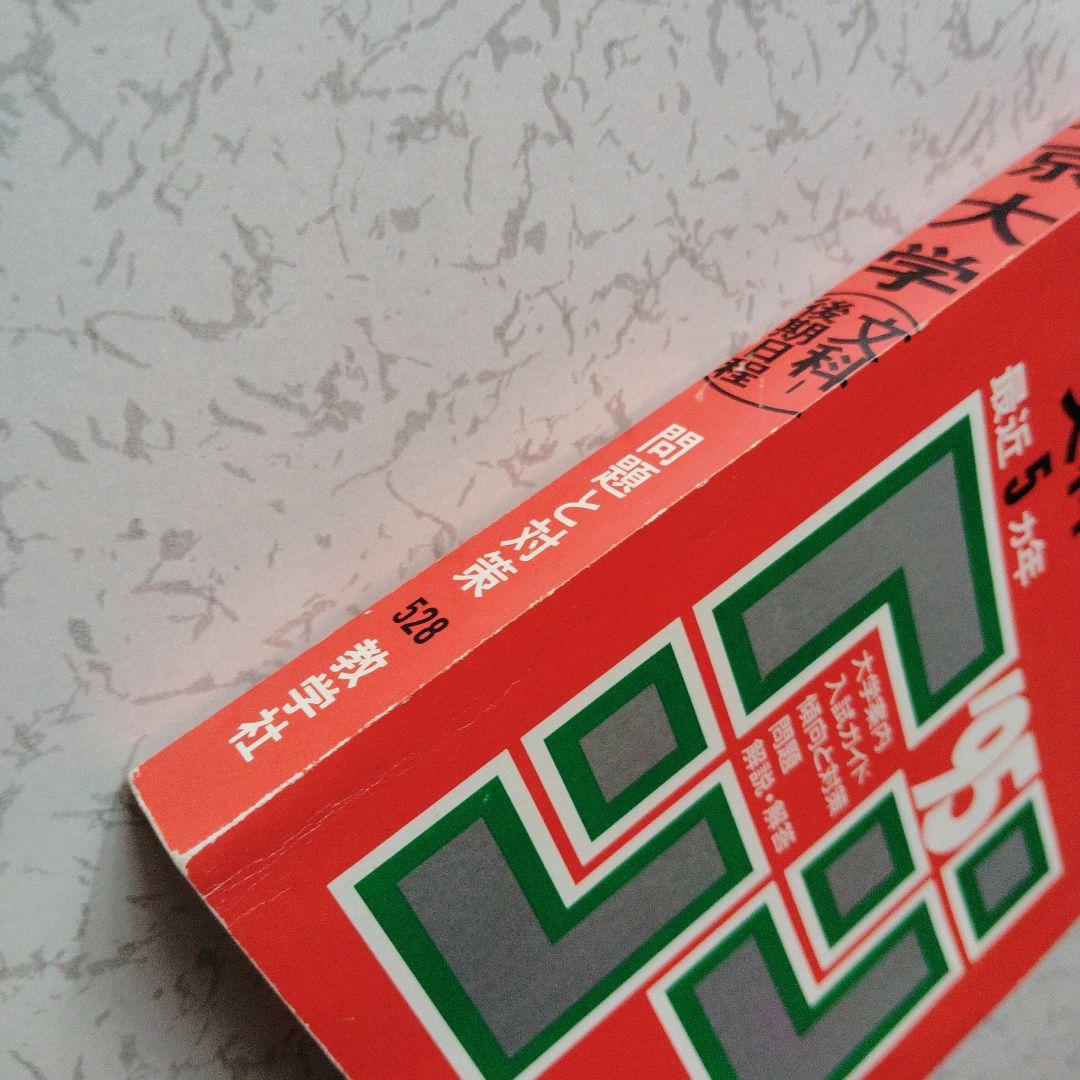 京大学
(文科-
後期日程)
問題と対策
528
教学社
最近5ヵ年
'95
大学案内
入試ガイド
傾向と対策
問題
解説・解答